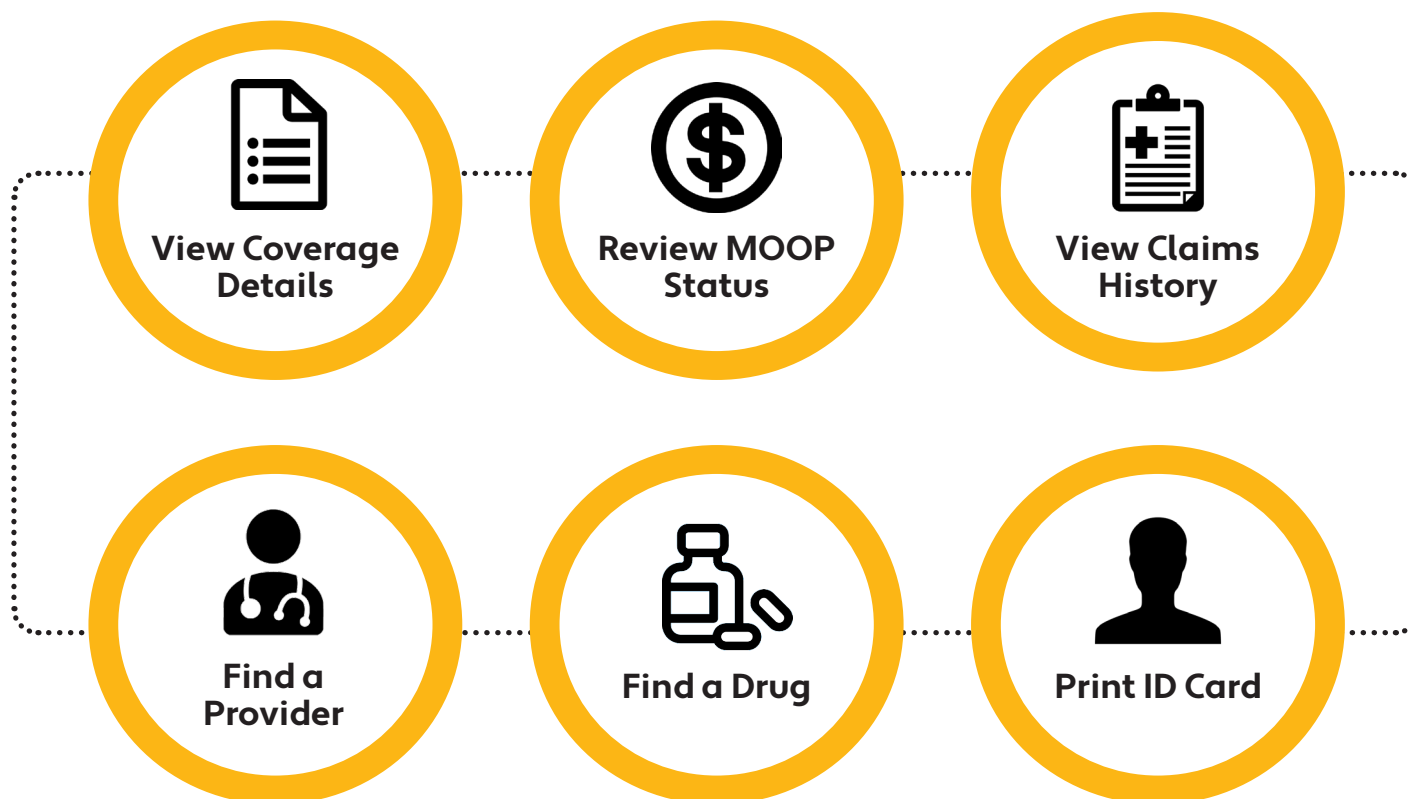 View Coverage
Details
Review MOOP
Status
View Claims
History
Find a
Provider
Find a Drug
Print ID Card